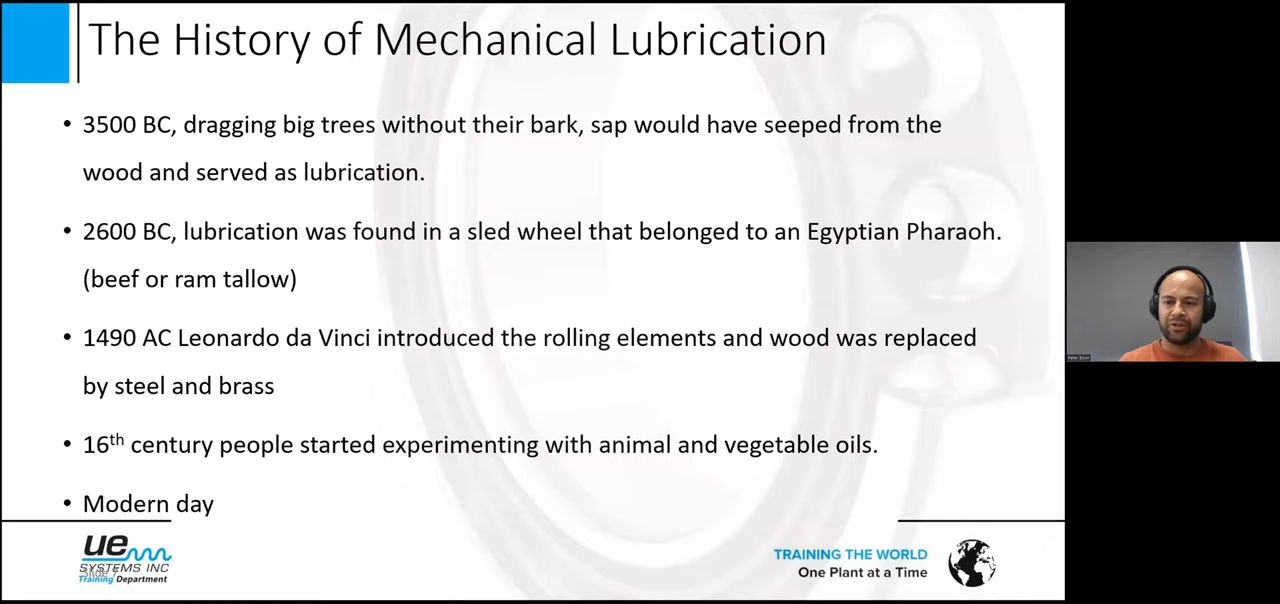 The History of Mechanical Lubrication
• 3500 BC, dragging big trees without their bark, sap would have seeped from the
wood and served as lubrication.
• 2600 BC, lubrication was found in a sled wheel that belonged to an Egyptian Pharaoh.
(beef or ram tallow)
• 1490 AC Leonardo da Vinci introduced the rolling elements and wood was replaced
by steel and brass
• 16th century people started experimenting with animal and vegetable oils.
• Modern day
ue
SYSTEMS INC
Training Department
TRAINING THE WORLD
One Plant at a Time